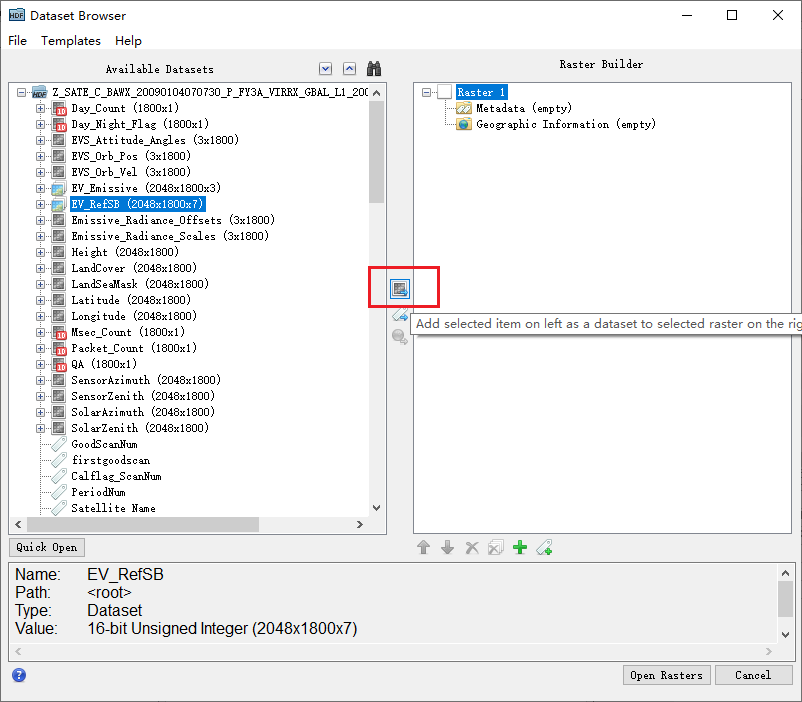 Dataset Browser
File Templates Help
Available Datasets
Raster Builder
HDF Z_SATE_C_BAWX_20090104070730_P_FY3A_VIRRX_GBAL_L1_200
Day_Count (1800x1)
Day_Night_Flag (1800x1)
EVS_Attitude_Angles (3x1800)
EVS_Orb_Pos (3x1800)
EVS_Orb_Vel (3x1800)
EV_Emissive (2048x1800x3)
EV_RefSB (2048x1800x7)
Emissive_Radiance_Offsets (3x1800)
Emissive_Radiance_Scales (3x1800)
Height (2048x1800)
LandCover (2048x1800)
LandSeaMask (2048x1800)
Latitude (2048x1800)
Longitude (2048x1800)
Msec_Count (1800x1)
Packet_Count (1800x1)
QA (1800x1)
SensorAzimuth (2048x1800)
SensorZenith (2048x1800)
SolarAzimuth (2048x1800)
SolarZenith (2048x1800)
GoodScanNum
firstgoodscan
Calflag_ScanNum
PeriodNum
Satellite Name
Raster 1
Metadata (empty)
Geographic Information (empty)
Add selected item on left as a dataset to selected raster on the rig
Quick Open
Name: EV_RefSB
Path: <root>
Type: Dataset
Value: 16-bit Unsigned Integer (2048x1800x7)
Open Rasters
Cancel